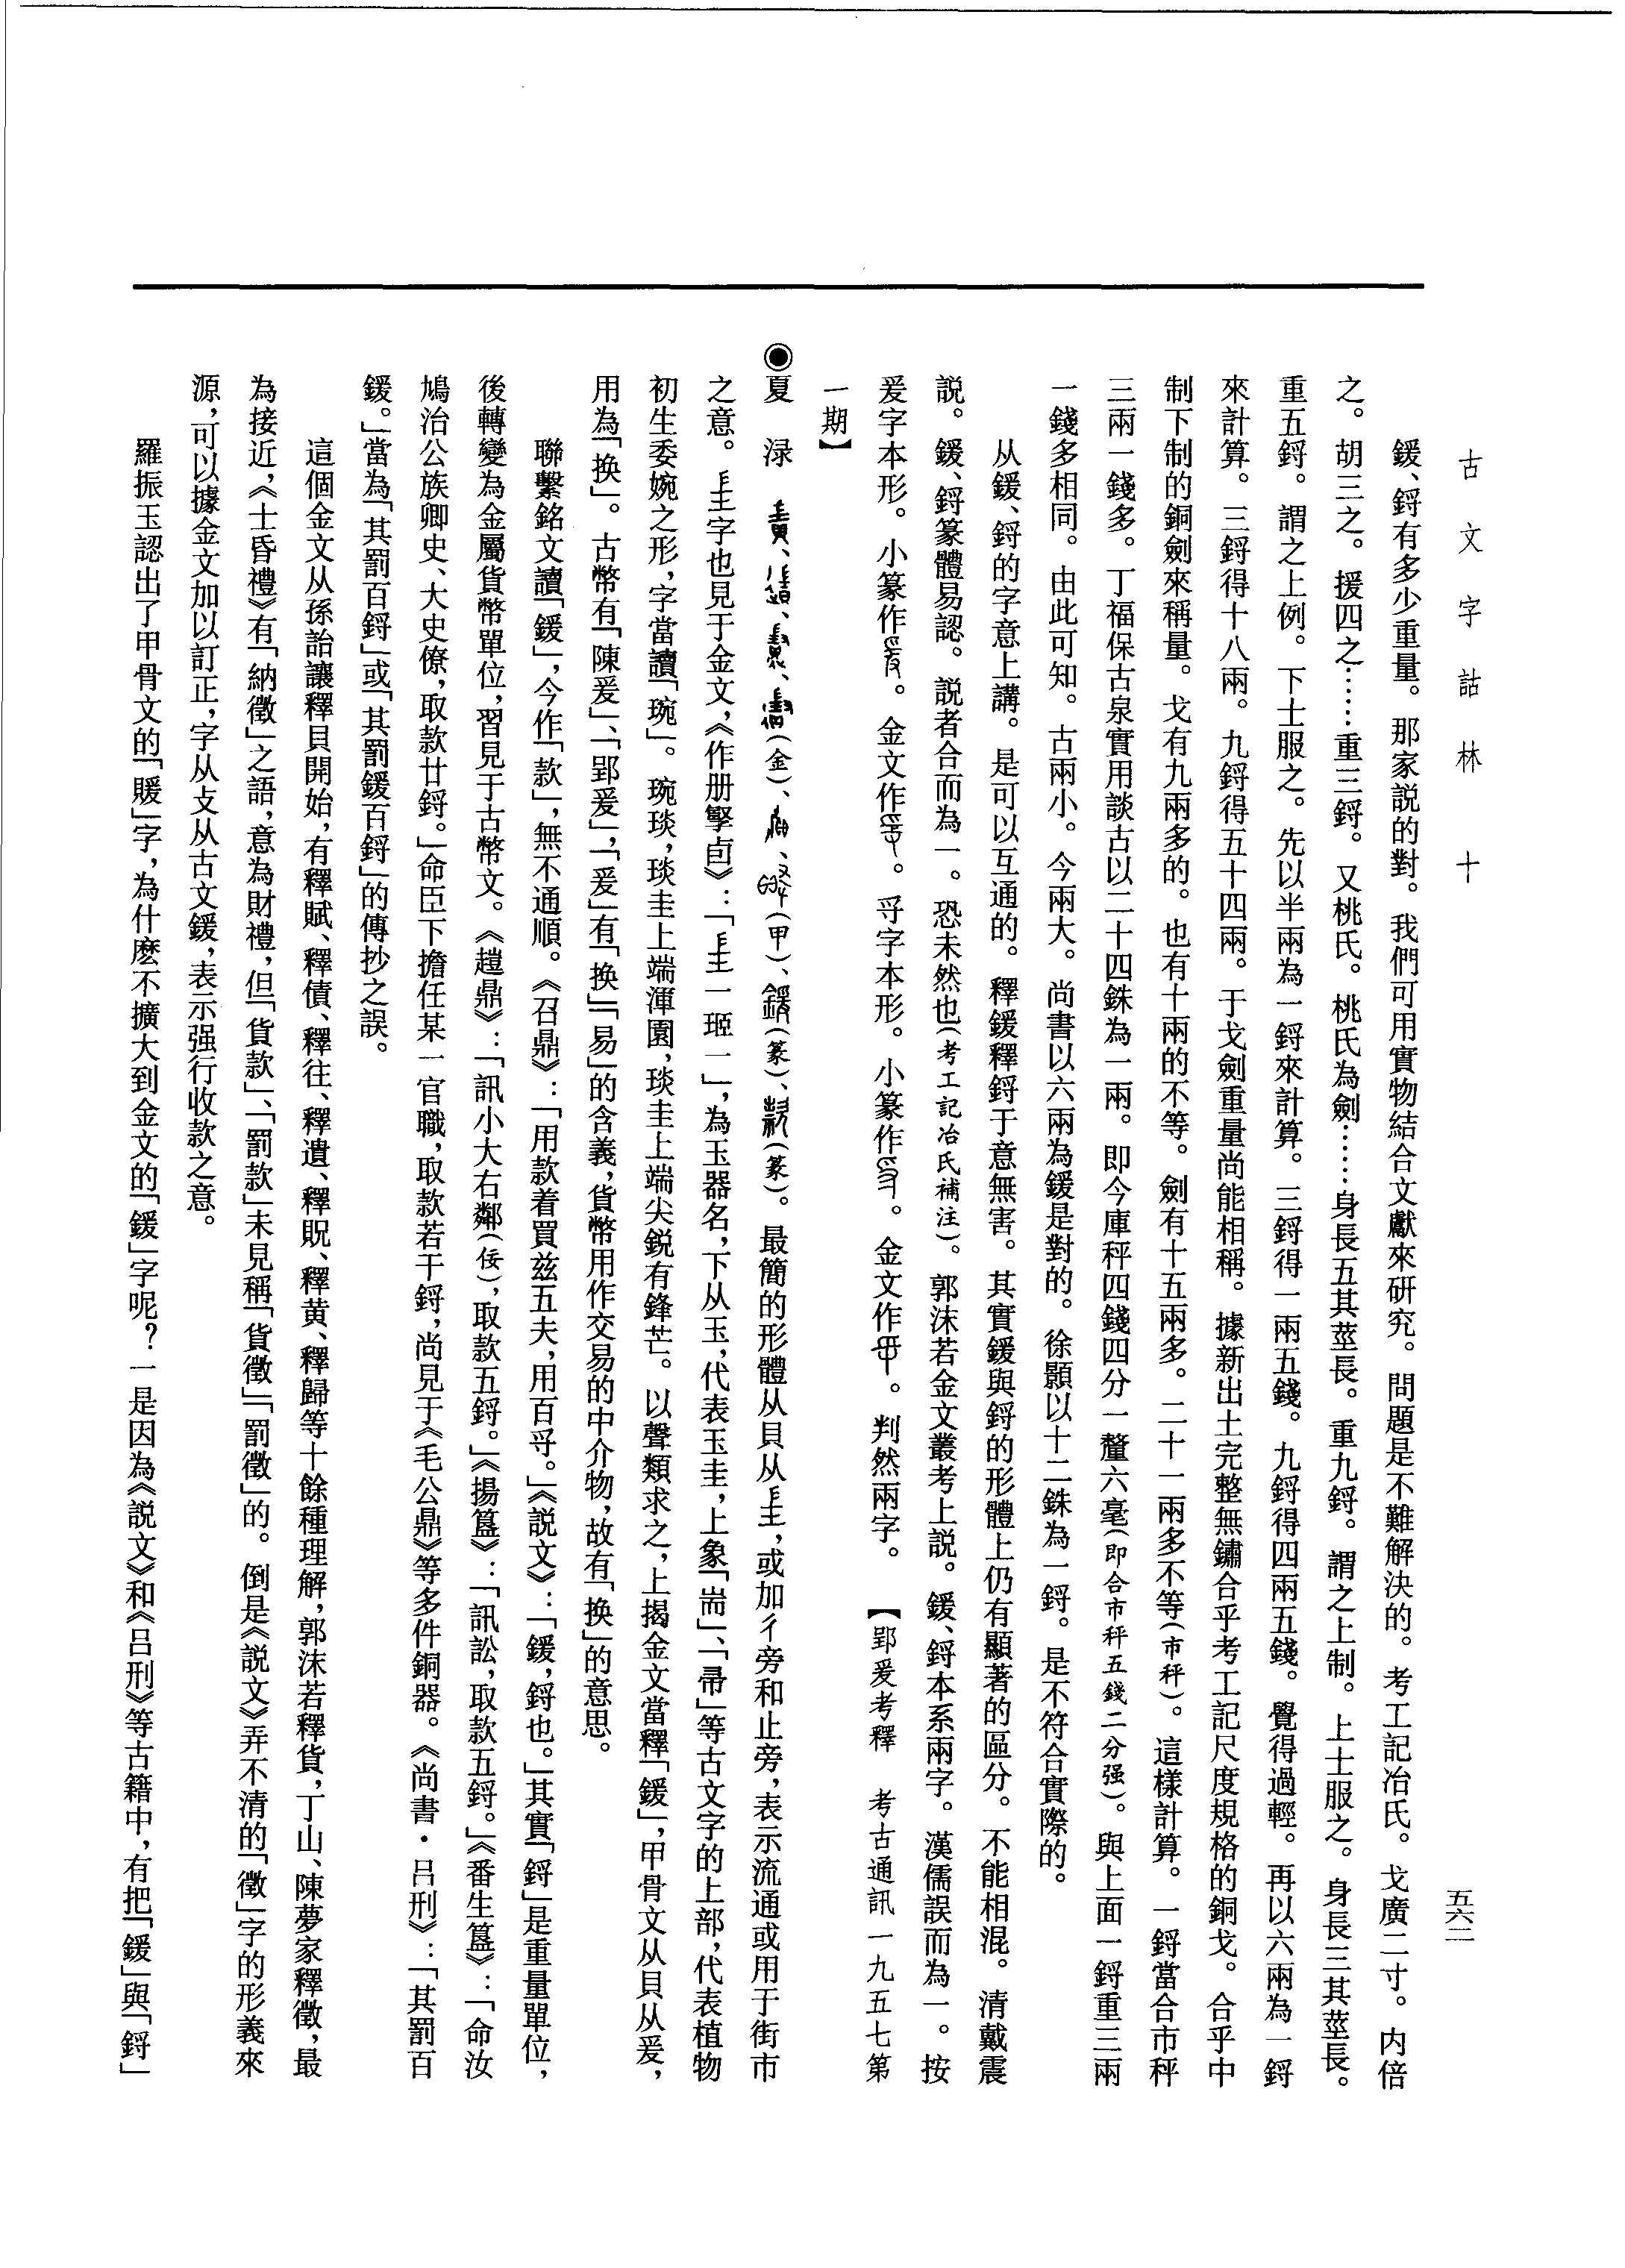 古文字詁林 十
五六二
鍰、鋝有多少重量。那家説的對。我們可用實物結合文獻來研究。問題是不難解決的。考工記冶氏。戈廣二寸。内倍
之。胡三之。援四之……重三鋝。又桃氏。桃氏為劍……身長五其莖長。重九鋝。謂之上制。上士服之。身長三其莖長。
重五鋝。謂之上例。下士服之。先以半兩為一鋝來計算。三鋝得一兩五錢。九鋝得四兩五錢。覺得過輕。再以六兩為一鋝
來計算。三鋝得十八兩。九鋝得五十四兩。于戈劍重量尚能相稱。據新出土完整無鏽合乎考工記尺度規格的銅戈。合乎中
制下制的銅劍來稱量。戈有九兩多的。也有十兩的不等。劍有十五兩多。二十一兩多不等(市秤)。這樣計算。一鋝當合市秤
三兩一錢多。丁福保古泉實用談古以二十四銖為一兩。即今庫秤四錢四分一釐六毫(即合市秤五錢二分强)。與上面一鋝重三兩
一錢多相同。由此可知。古兩小。今兩大。尚書以六兩為鍰是對的。徐顥以十二銖為一鋝。是不符合實際的。
从鍰、鋝的字意上講。是可以互通的。釋鍰釋鋝于意無害。其實鍰與鋝的形體上仍有顯著的區分。不能相混。清戴震
説。鍰、鋝篆體易認。説者合而為一。恐未然也(考工記冶氏補注)。郭沫若金文叢考上説。鍰、鋝本系兩字。漢儒誤而為一。按
爰字本形。小篆作。金文作。寽字本形。小篆作。金文作。判然兩字。 【郢爰考釋 考古通訊一九五七第
一期】
◉夏 渌 (金)、(甲)、(篆)、(篆)。最簡的形體从貝从,或加彳旁和止旁,表示流通或用于街市
之意。字也見于金文,《作册卣》:「一珽一」,為玉器名,下从玉,代表玉圭,上象「耑」、「帚」等古文字的上部,代表植物
初生委婉之形,字當讀「琬」。琬琰,琰圭上端渾圜,琰圭上端尖鋭有鋒芒。以聲類求之,上揭金文當釋「鍰」,甲骨文从貝从爰,
用為「换」。古幣有「陳爰」、「郢爰」,「爰」有「换」「易」的含義,貨幣用作交易的中介物,故有「换」的意思。
聯繫銘文讀「鍰」,今作「款」,無不通順。《召鼎》:「用款着買兹五夫,用百寽。」《説文》:「鍰,鋝也。」其實「鋝」是重量單位,
後轉變為金屬貨幣單位,習見于古幣文。《趞鼎》:「訊小大右鄰(佞),取款五鋝。」《揚簋》:「訊訟,取款五鋝。」《番生簋》:「命汝
鳩治公族卿史、大史僚,取款廿鋝。」命臣下擔任某一官職,取款若干鋝,尚見于《毛公鼎》等多件銅器。《尚書·吕刑》:「其罰百
鍰。」當為「其罰百鋝」或「其罰鍰百鋝」的傳抄之誤。
這個金文从孫詒讓釋貝開始,有釋賦、釋債、釋往、釋遺、釋貺、釋黄、釋歸等十餘種理解,郭沫若釋貨,丁山、陳夢家釋徵,最
為接近,《士昏禮》有「納徵」之語,意為財禮,但「貨款」、「罰款」未見稱「貨徵」「罰徵」的。倒是《説文》弄不清的「徵」字的形義來
源,可以據金文加以訂正,字从攴从古文鍰,表示强行收款之意。
羅振玉認出了甲骨文的「賏」字,為什麽不擴大到金文的「鍰」字呢?一是因為《説文》和《吕刑》等古籍中,有把「鍰」與「鋝」